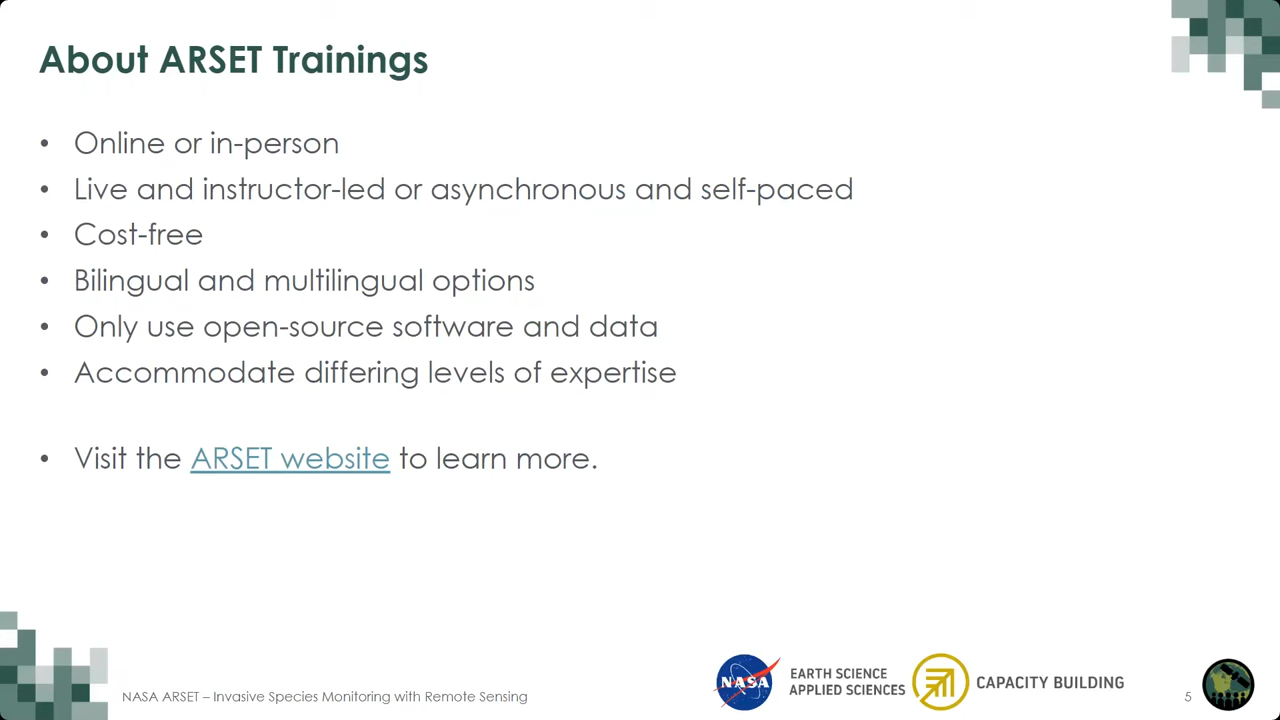 About ARSET Trainings
• Online or in-person
• Live and instructor-led or asynchronous and self-paced
• Cost-free
• Bilingual and multilingual options
• Only use open-source software and data
• Accommodate differing levels of expertise
• Visit the ARSET website to learn more.
NASA ARSET – Invasive Species Monitoring with Remote Sensing
NASA
EARTH SCIENCE
APPLIED SCIENCES
CAPACITY BUILDING
5